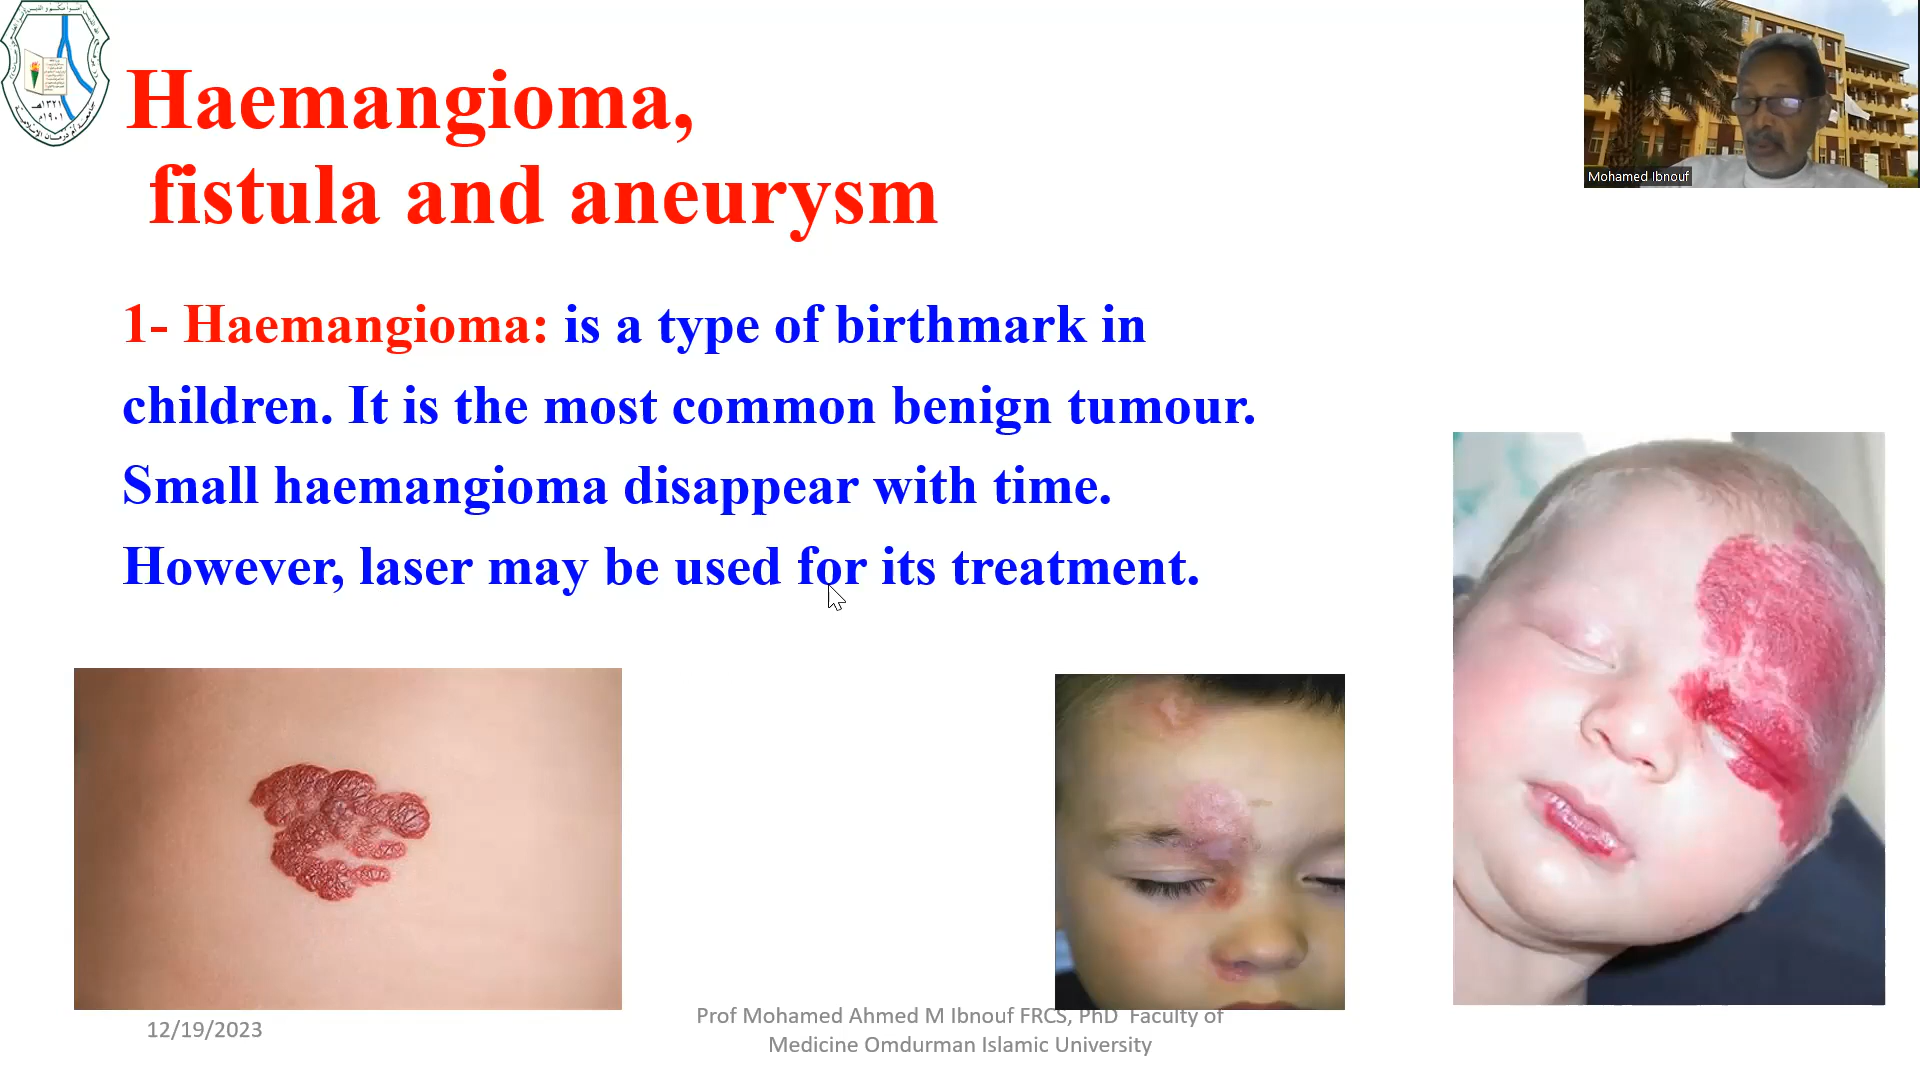 Haemangioma,
fistula and aneurysm
Mohamed Ibnouf
1- Haemangioma: is a type of birthmark in
children. It is the most common benign tumour.
Small haemangioma disappear with time.
However, laser may be used for its treatment.
12/19/2023
Prof Mohamed Ahmed M Ibnouf FRCS, PhD Faculty of
Medicine Omdurman Islamic University
١٣٢١هـ
١٩٠١م